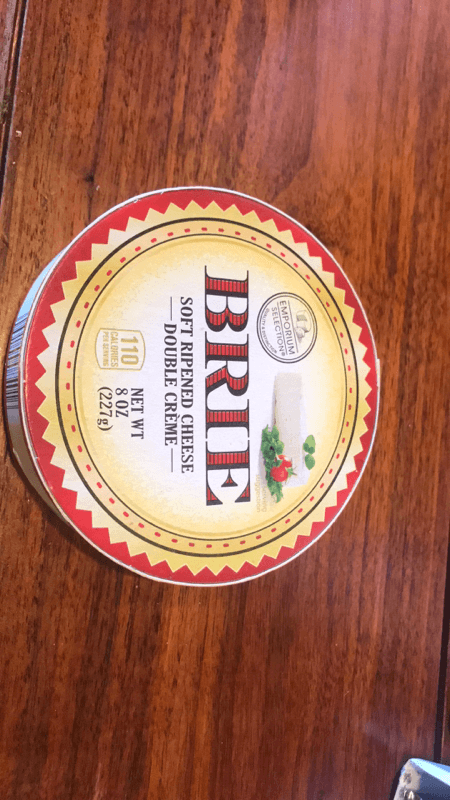 EMPORIUM
SELECTION®
BRIE
SOFT RIPENED CHEESE
DOUBLE CRÈME
110
CALORIES
PER SERVING
NET WT
8 OZ
(227g)